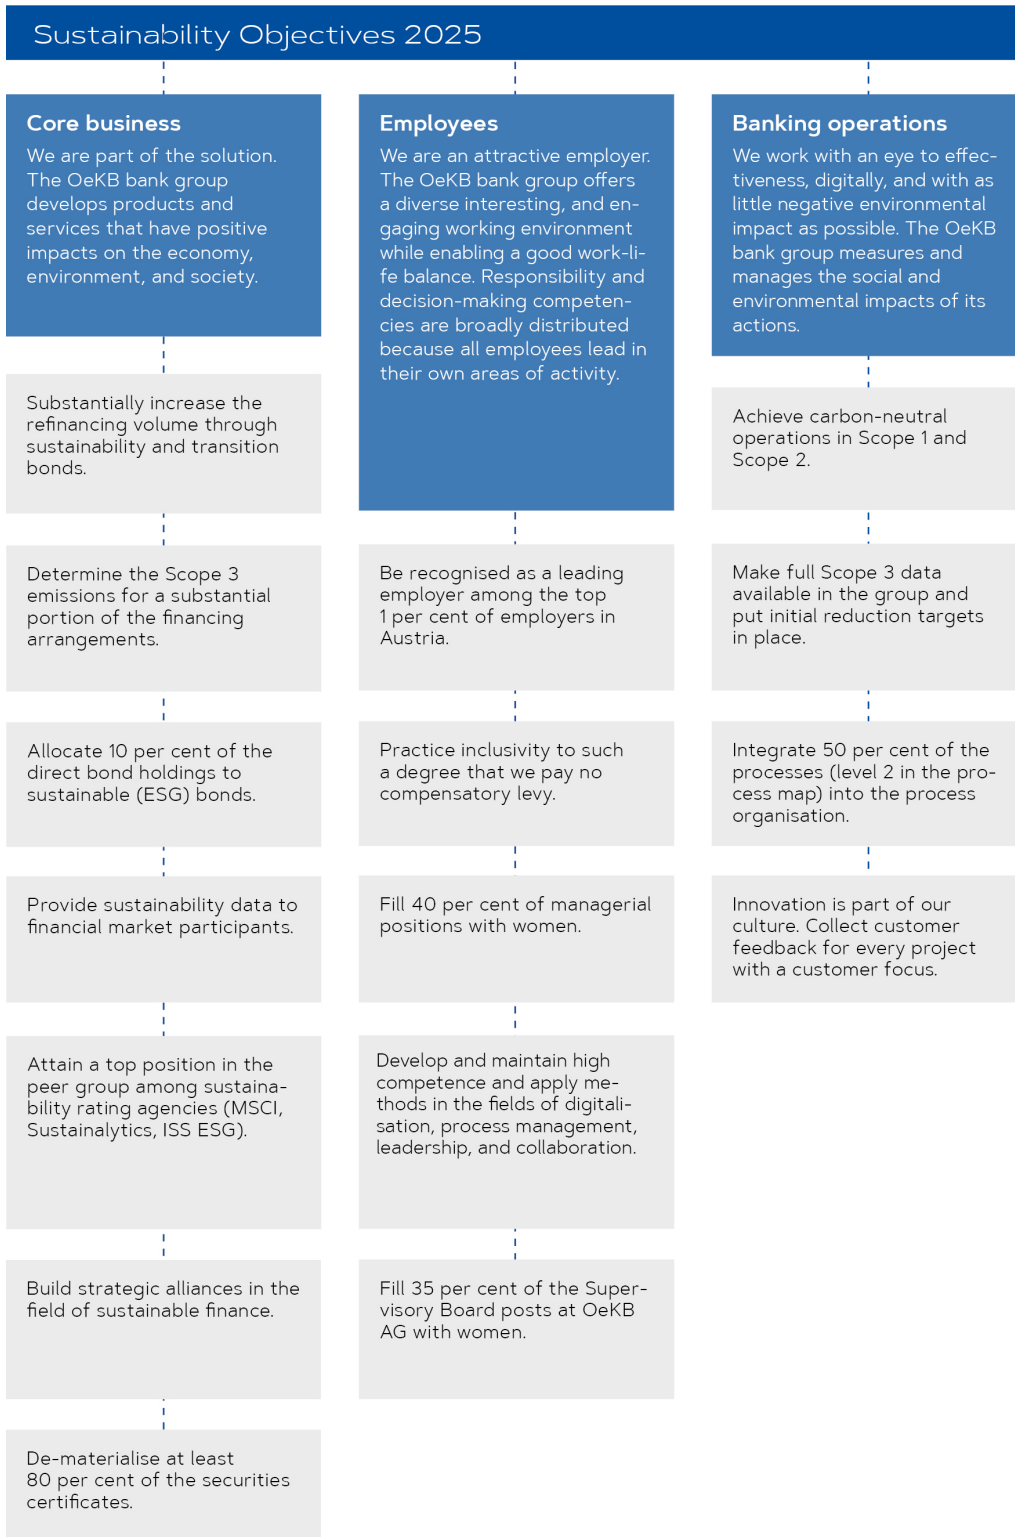 Sustainability Objectives 2025
Core business
We are part of the solution.
The OeKB bank group
develops products and
services that have positive
impacts on the economy,
environment, and society.
Substantially increase the
refinancing volume through
sustainability and transition
bonds.
Determine the Scope 3
emissions for a substantial
portion of the financing
arrangements.
Allocate 10 per cent of the
direct bond holdings to
sustainable (ESG) bonds.
Provide sustainability data to
financial market participants.
Attain a top position in the
peer group among sustaina-
bility rating agencies (MSCI,
Sustainalytics, ISS ESG).
Build strategic alliances in the
field of sustainable finance.
De-materialise at least
80 per cent of the securities
certificates.
Employees
We are an attractive employer.
The OeKB bank group offers
a diverse interesting, and en-
gaging working environment
while enabling a good work-li-
fe balance. Responsibility and
decision-making competen-
cies are broadly distributed
because all employees lead in
their own areas of activity.
Be recognised as a leading
employer among the top
1 per cent of employers in
Austria.
Practice inclusivity to such
a degree that we pay no
compensatory levy.
Fill 40 per cent of managerial
positions with women.
Develop and maintain high
competence and apply me-
thods in the fields of digitali-
sation, process management,
leadership, and collaboration.
Fill 35 per cent of the Super-
visory Board posts at OeKB
AG with women.
Banking operations
We work with an eye to effec-
tiveness, digitally, and with as
little negative environmental
impact as possible. The OeKB
bank group measures and
manages the social and
environmental impacts of its
actions.
Achieve carbon-neutral
operations in Scope 1 and
Scope 2.
Make full Scope 3 data
available in the group and
put initial reduction targets
in place.
Integrate 50 per cent of the
processes (level 2 in the pro-
cess map) into the process
organisation.
Innovation is part of our
culture. Collect customer
feedback for every project
with a customer focus.